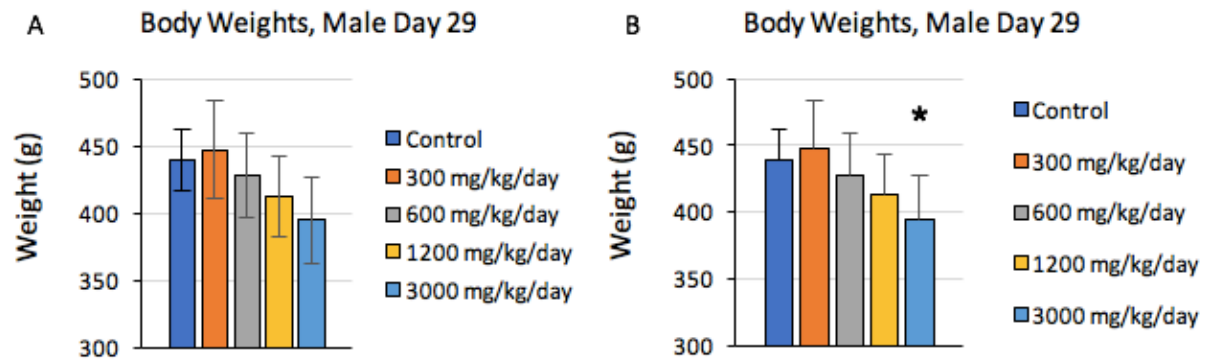 A
Body Weights, Male Day 29
Weight (g)
500
450
400
350
300
Control
300 mg/kg/day
600 mg/kg/day
1200 mg/kg/day
3000 mg/kg/day
B
Body Weights, Male Day 29
Weight (g)
500
450
400
350
300
*
Control
300 mg/kg/day
600 mg/kg/day
1200 mg/kg/day
3000 mg/kg/day